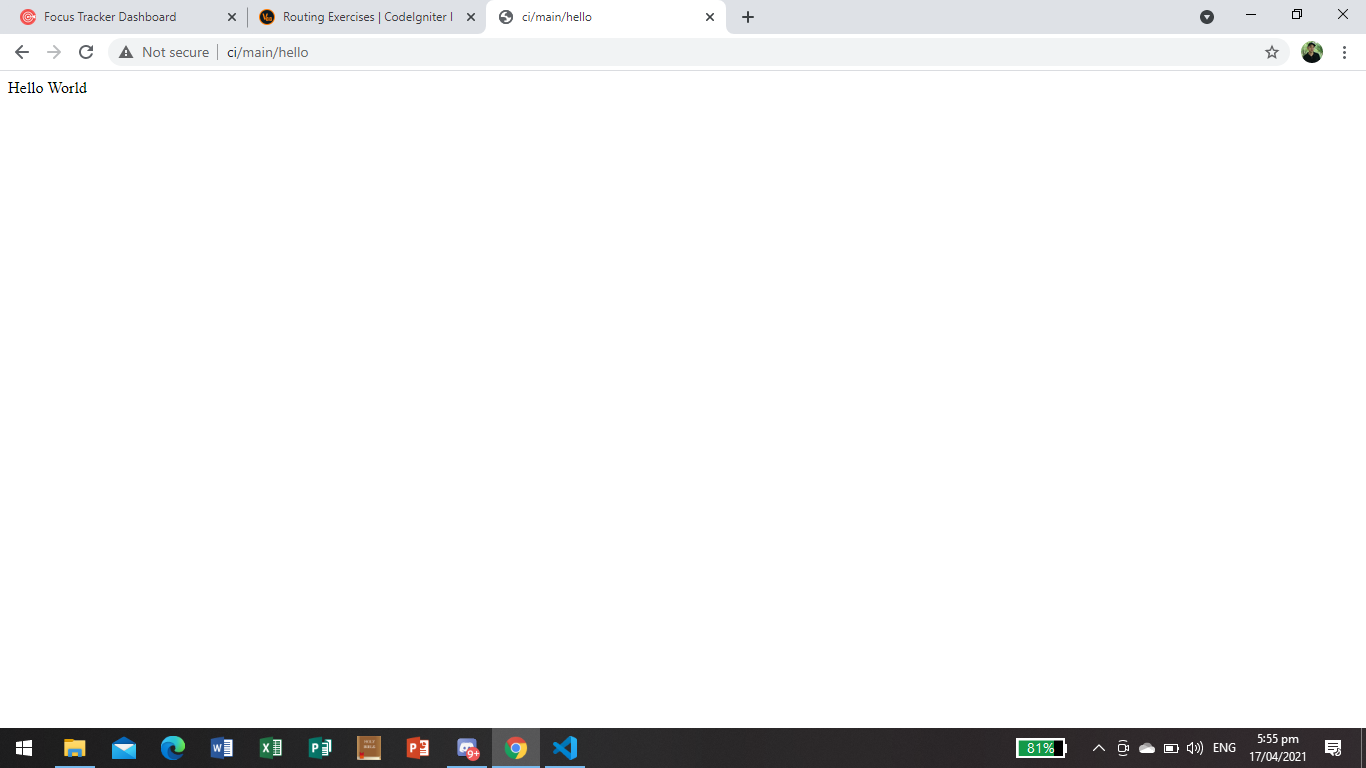 Focus Tracker Dashboard
Routing Exercises | CodeIgniter I
ci/main/hello
Not secure
ci/main/hello
Hello World
9+
81%
ENG
5:55 pm
17/04/2021